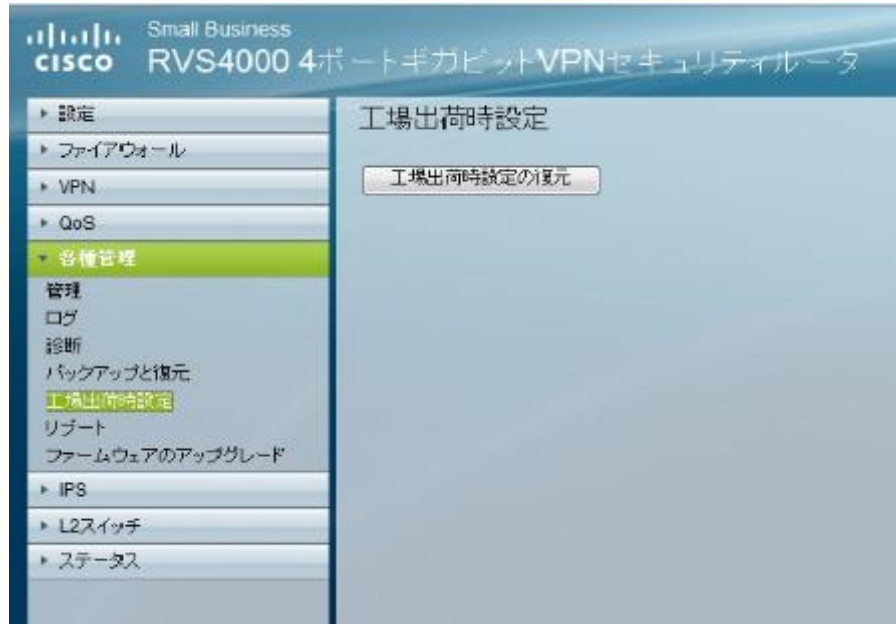 Small Business
CISCO RVS4000 4ポートギガビットVPNセキュリティルータ
設定
ファイアウォール
VPN
QoS
各種管理
管理
ログ
診断
バックアップと復元
工場出荷時設定
リブート
ファームウェアのアップグレード
IPS
L2スイッチ
ステータス
工場出荷時設定
工場出荷時設定の復元